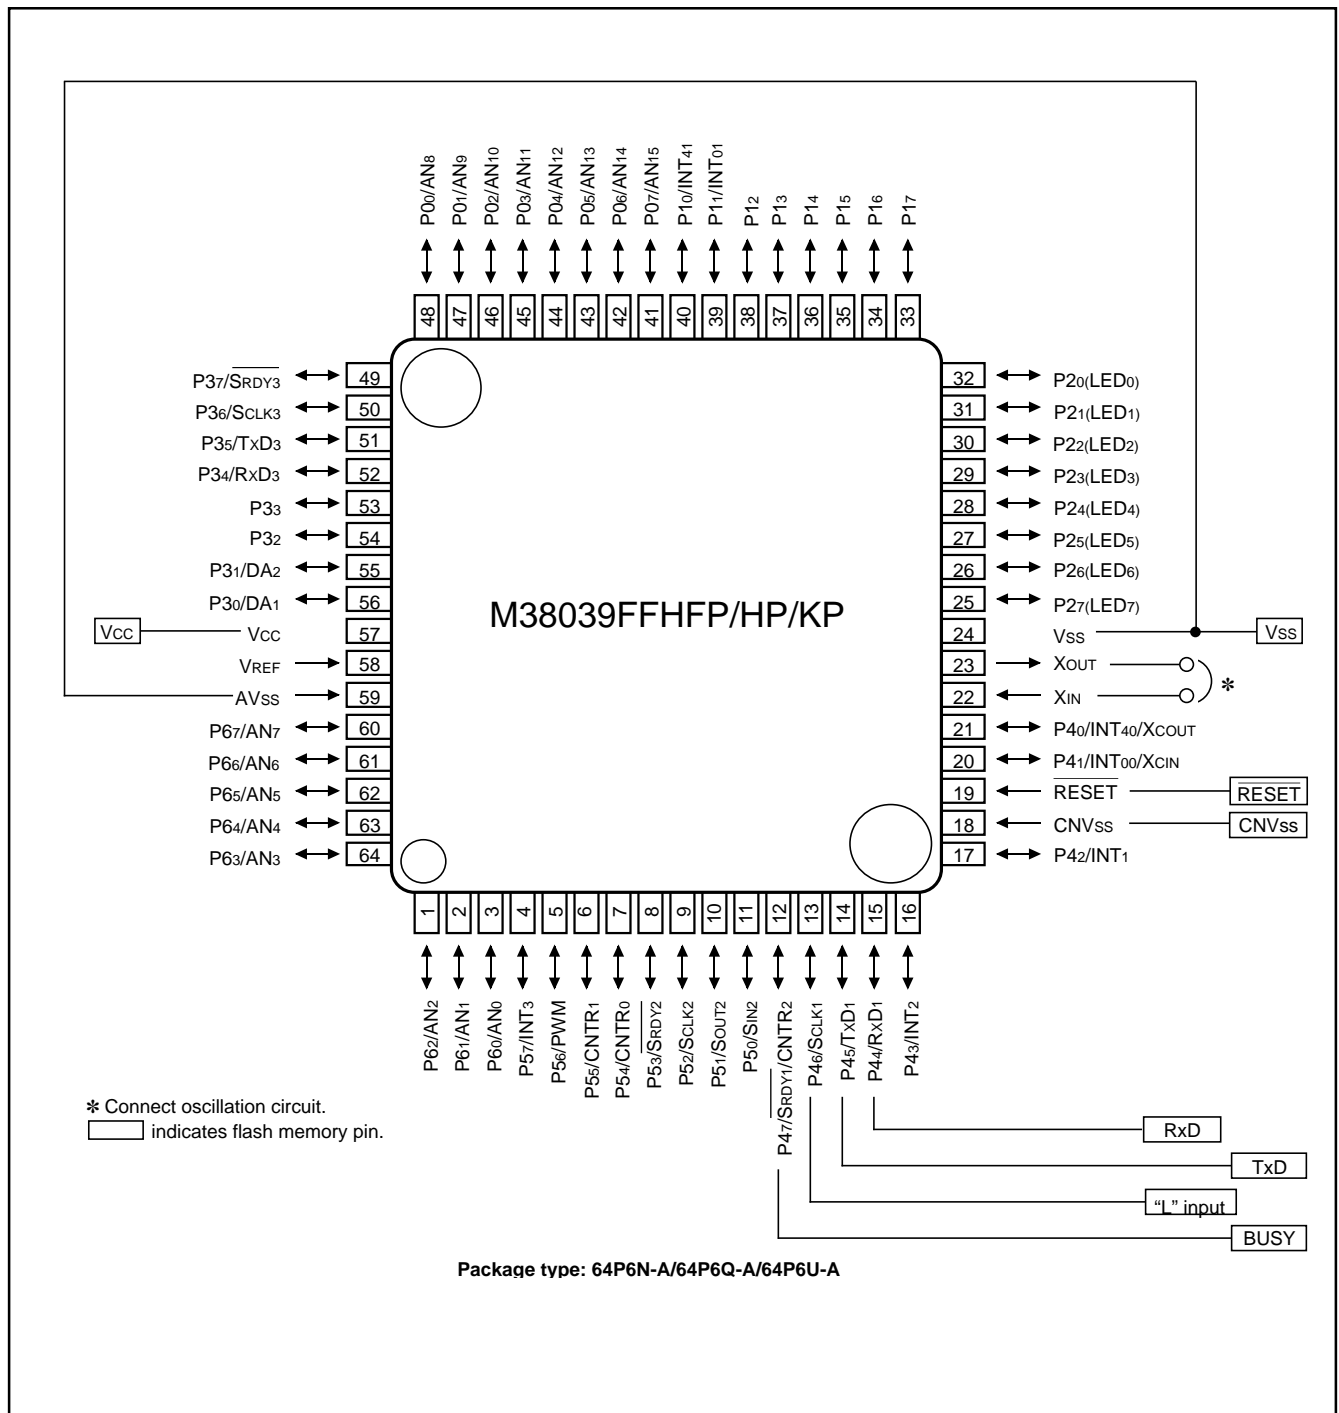 P00/AN8
P01/AN9
P02/AN10
P03/AN11
P04/AN12
P05/AN13
P06/AN14
P07/AN15
P10/INT41
P11/INT01
P12
P13
P14
P15
P16
P17
48
47
46
45
44
43
42
41
40
39
38
37
36
35
34
33
P37/SRDY3 49
P36/SCLK3 50
P35/TXD3 51
P34/RXD3 52
P33 53
P32 54
P31/DA2 55
P30/DA1 56
VCC VCC 57
VREF 58
AVSS 59
P67/AN7 60
P66/AN6 61
P65/AN5 62
P64/AN4 63
P63/AN3 64
M38039FFHFP/HP/KP
32 P20(LED0)
31 P21(LED1)
30 P22(LED2)
29 P23(LED3)
28 P24(LED4)
27 P25(LED5)
26 P26(LED6)
25 P27(LED7)
24 VSS VSS
23 XOUT
22 XIN
*
21 P40/INT40/XCOUT
20 P41/INT00/XCIN
19 RESET RESET
18 CNVSS CNVSS
17 P42/INT1
1
2
3
4
5
6
7
8
9
10
11
12
13
14
15
16
P62/AN2
P61/AN1
P60/AN0
P57/INT3
P56/PWM
P55/CNTR1
P54/CNTR0
P53/SRDY2
P52/SCLK2
P51/SOUT2
P50/SIN2
P47/SRDY1/CNTR2
P46/SCLK1
P45/TXD1
P44/RXD1
P43/INT2
* Connect oscillation circuit.
indicates flash memory pin.
RxD
TxD
“L” input
BUSY
Package type: 64P6N-A/64P6Q-A/64P6U-A